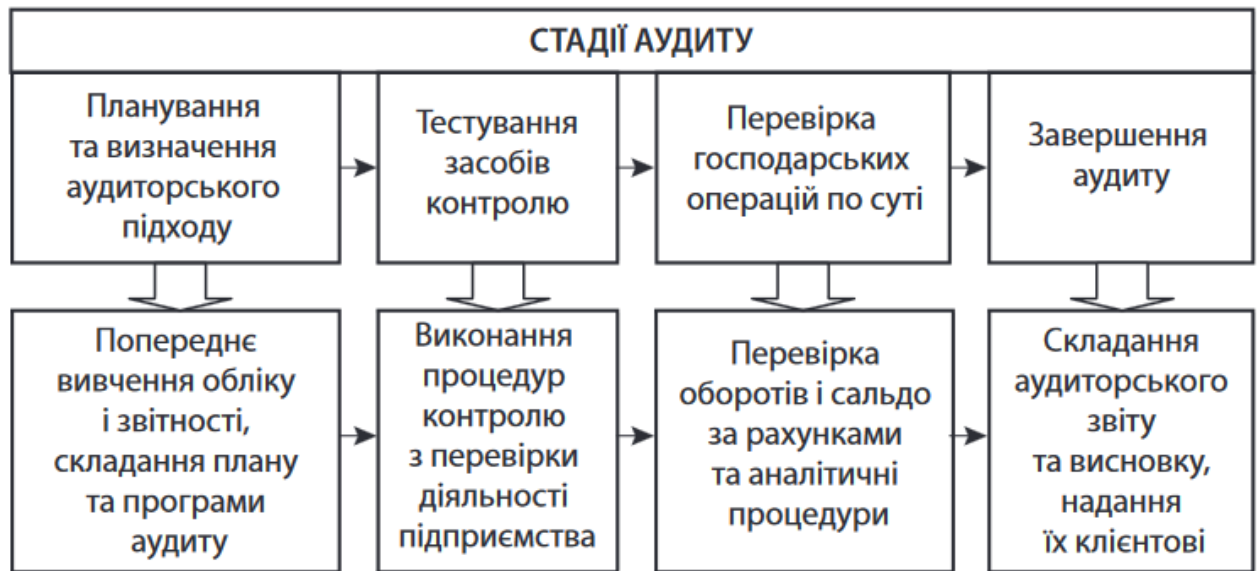 СТАДІЇ АУДИТУ
Планування
та визначення
аудиторського
підходу
Тестування
засобів
контролю
Перевірка
господарських
операцій по суті
Завершення
аудиту
Попереднє
вивчення обліку
і звітності,
складання плану
та програми
аудиту
Виконання
процедур
контролю
з перевірки
діяльності
підприємства
Перевірка
оборотів і сальдо
за рахунками
та аналітичні
процедури
Складання
аудиторського
звіту
та висновку,
надання
їх клієнтові